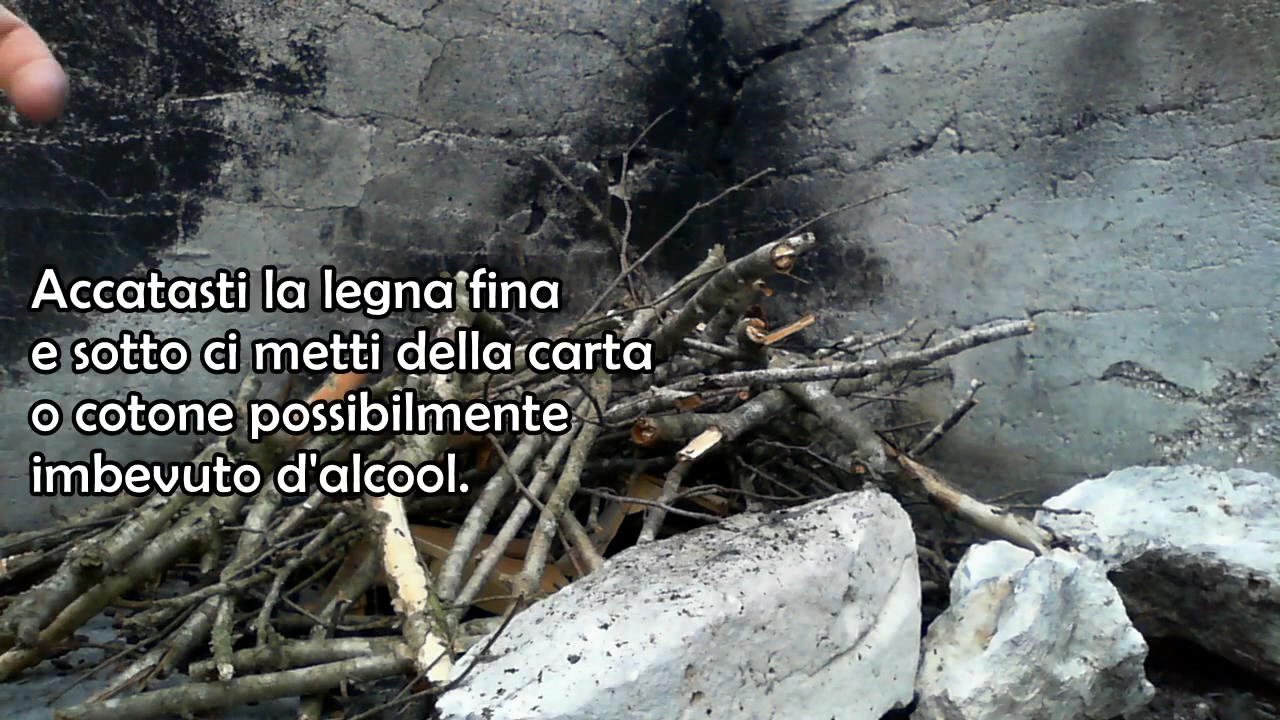 Accatasti la legna fina
e sotto ci metti della carta
o cotone possibilmente
imbevuto d'alcool.